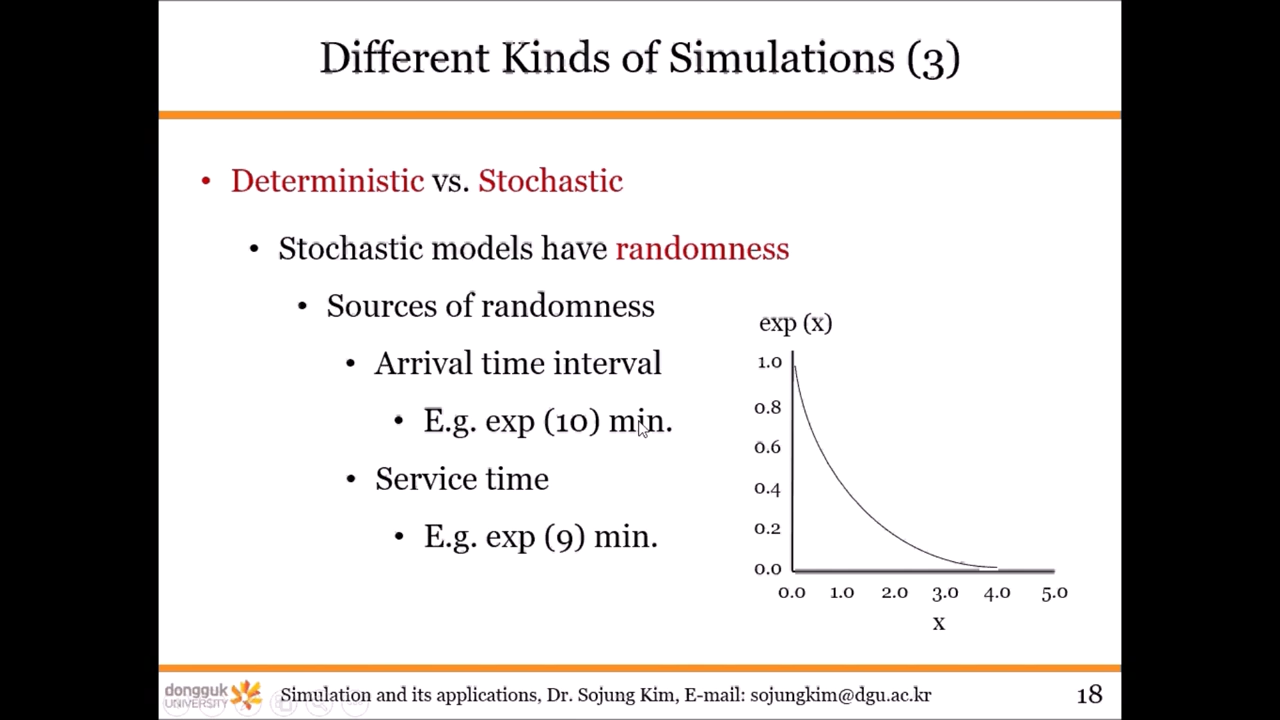 Different Kinds of Simulations (3)
• Deterministic vs. Stochastic
• Stochastic models have randomness
• Sources of randomness
• Arrival time interval
• E.g. exp (10) min.
• Service time
• E.g. exp (9) min.
exp (x)
1.0
0.8
0.6
0.4
0.2
0.0
0.0 1.0 2.0 3.0 4.0 5.0
x
dongguk
UNIVERSITY
Simulation and its applications, Dr. Sojung Kim, E-mail: sojungkim@dgu.ac.kr
18